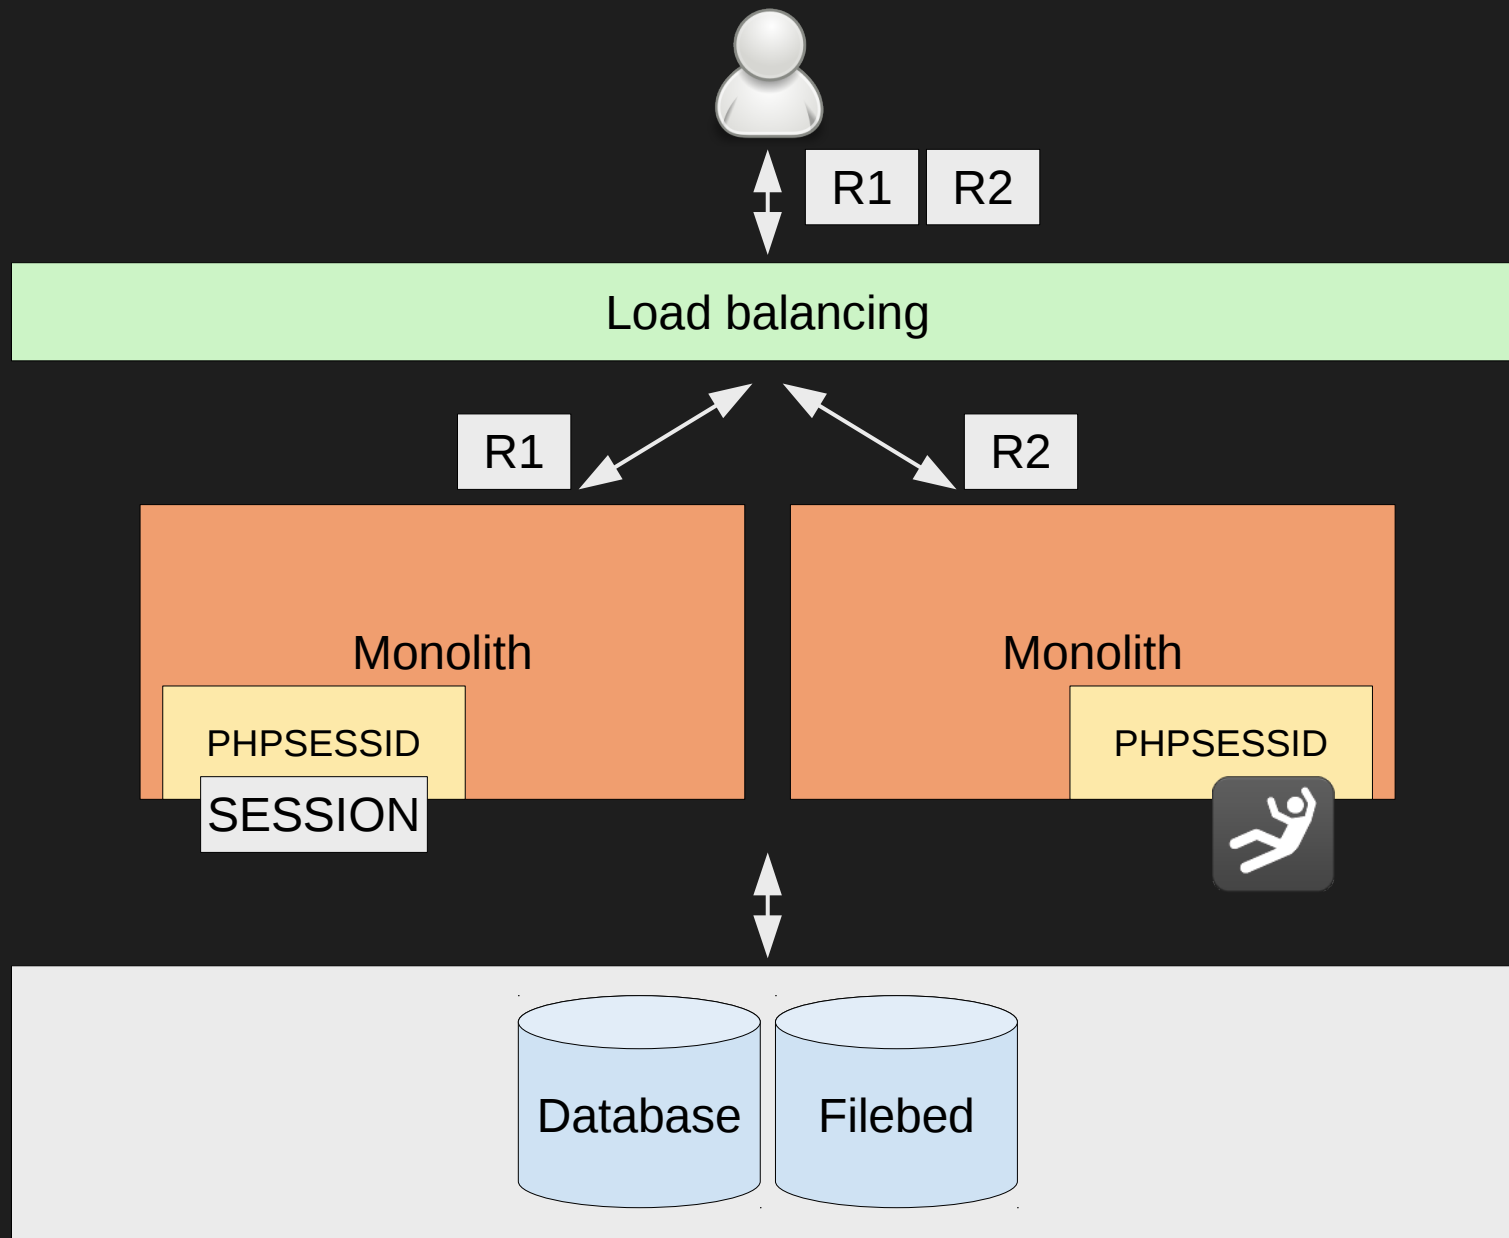 R1
R2
Load balancing
R1
R2
Monolith
Monolith
PHPSESSID
PHPSESSID
SESSION
Database
Filebed